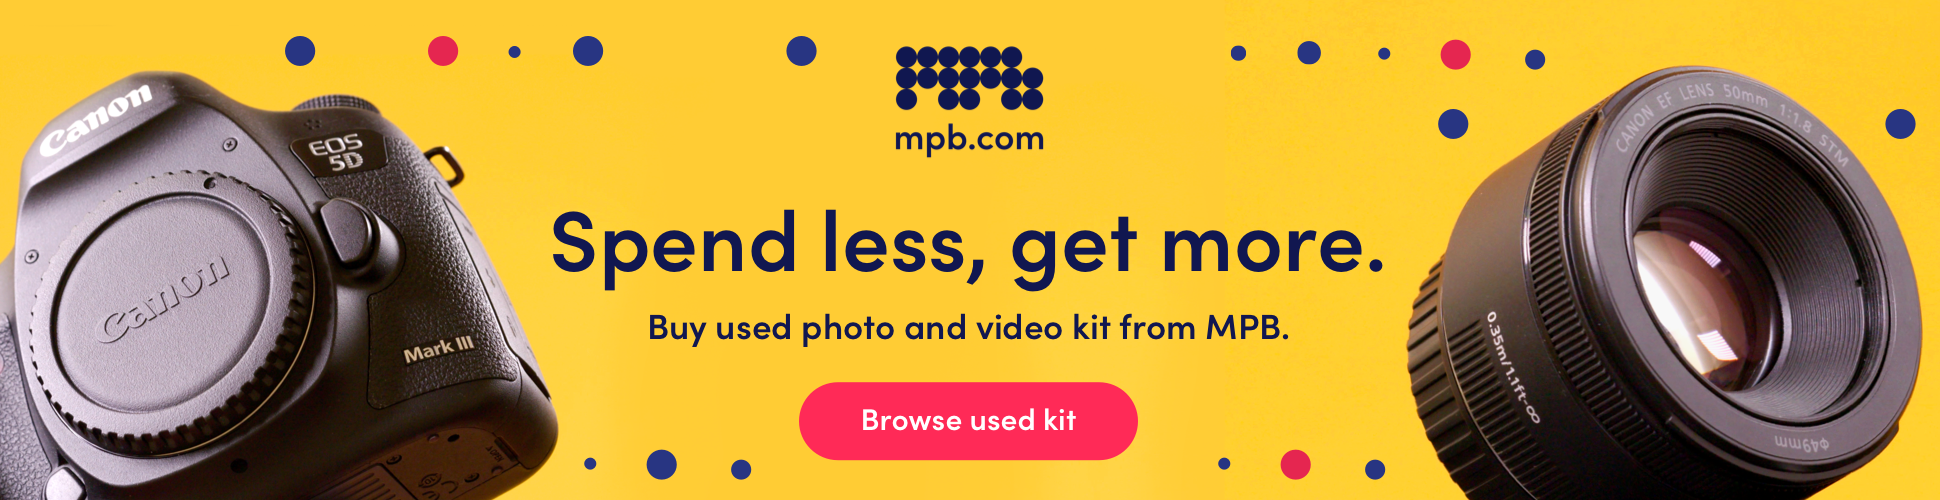 Canon
EOS
5D
Canon
Mark III
mpb.com
Spend less, get more.
Buy used photo and video kit from MPB.
Browse used kit
CANON EF LENS 50mm 1:1.8 STM
0.35m/1.1ft-∞
φ49mm